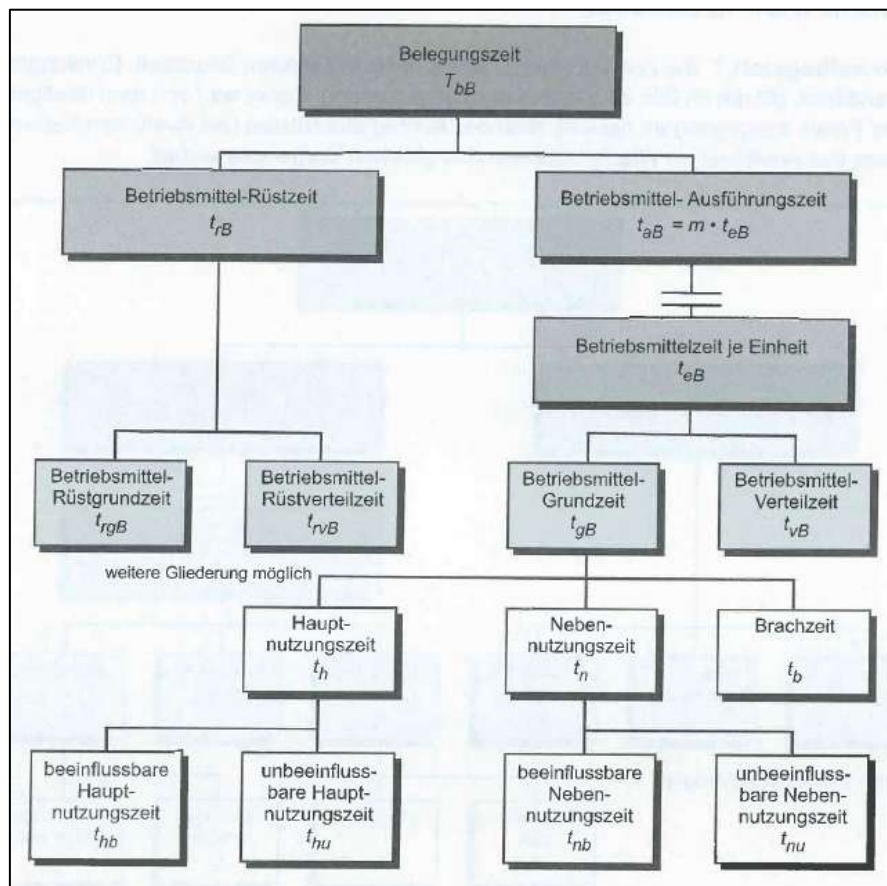 Belegungszeit
T_bB
Betriebsmittel-Rüstzeit
t_rB
Betriebsmittel- Ausführungszeit
t_aB = m • t_eB
Betriebsmittelzeit je Einheit
t_eB
Betriebsmittel-
Rüstgrundzeit
t_rgB
Betriebsmittel-
Rüstverteilzeit
t_rvB
Betriebsmittel-
Grundzeit
t_gB
Betriebsmittel-
Verteilzeit
t_vB
weitere Gliederung möglich
Haupt-
nutzungszeit
t_h
Neben-
nutzungszeit
t_n
Brachzeit
t_b
beeinflussbare
Haupt-
nutzungszeit
t_hb
unbeeinfluss-
bare Haupt-
nutzungszeit
t_hu
beeinflussbare
Neben-
nutzungszeit
t_nb
unbeeinfluss-
bare Neben-
nutzungszeit
t_nu